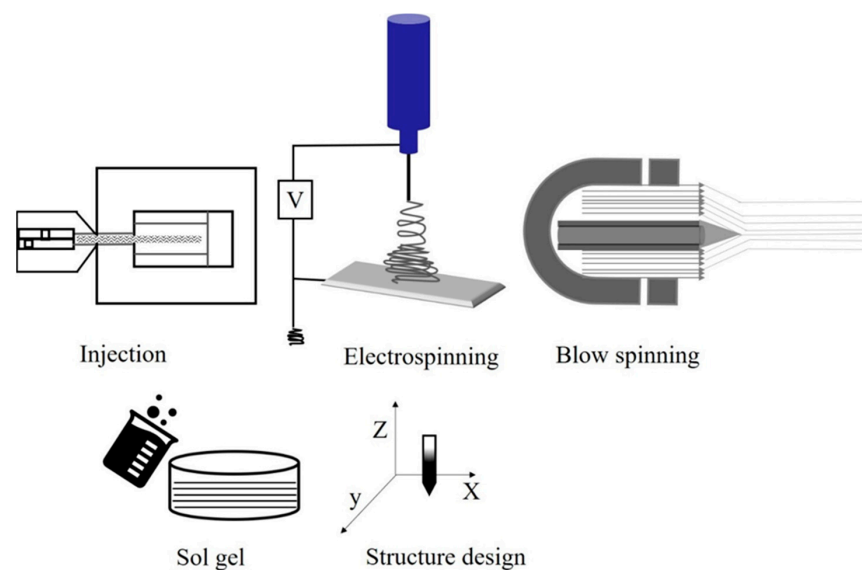 V
Injection
Electrospinning
Blow spinning
Z
X
y
Sol gel
Structure design